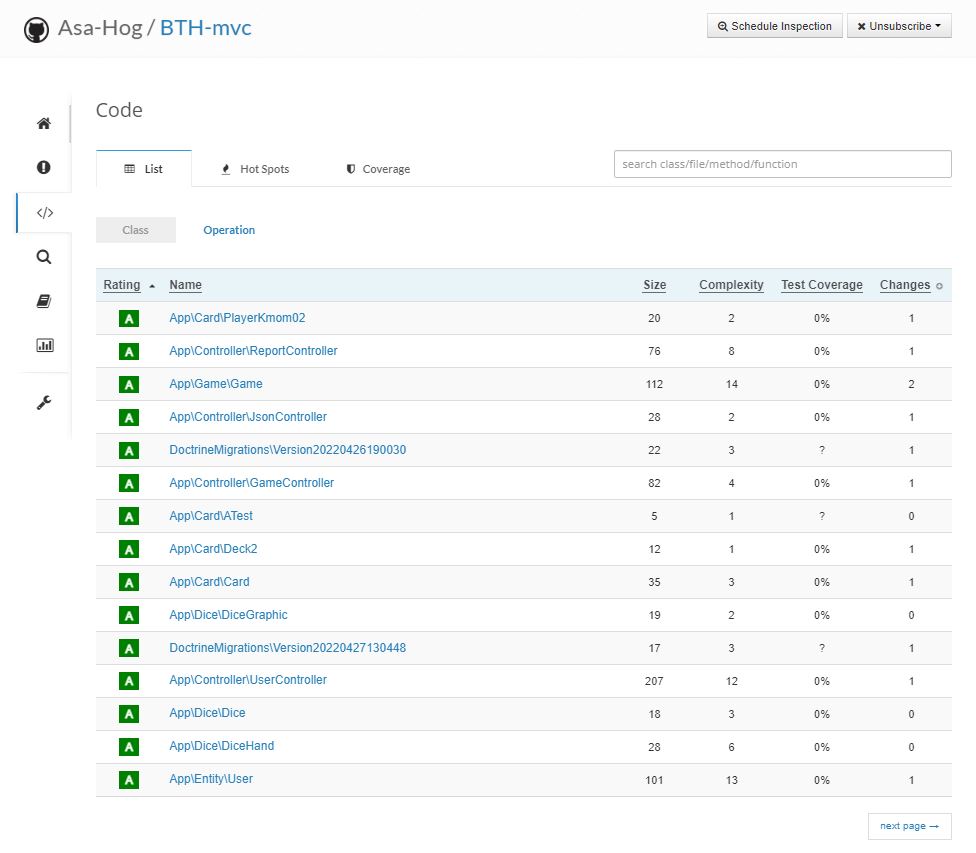 Asa-Hog / BTH-mvc
Schedule Inspection
Unsubscribe
Code
List
Hot Spots
Coverage
search class/file/method/function
Class
Operation
Rating Name Size Complexity Test Coverage Changes
A App\Card\PlayerKmom02 20 2 0% 1
A App\Controller\ReportController 76 8 0% 1
A App\Game\Game 112 14 0% 2
A App\Controller\JsonController 28 2 0% 1
A DoctrineMigrations\Version20220426190030 22 3 ? 1
A App\Controller\GameController 82 4 0% 1
A App\Card\ATest 5 1 ? 0
A App\Card\Deck2 12 1 0% 1
A App\Card\Card 35 3 0% 1
A App\Dice\DiceGraphic 19 2 0% 0
A DoctrineMigrations\Version20220427130448 17 3 ? 1
A App\Controller\UserController 207 12 0% 1
A App\Dice\Dice 18 3 0% 0
A App\Dice\DiceHand 28 6 0% 0
A App\Entity\User 101 13 0% 1
next page →